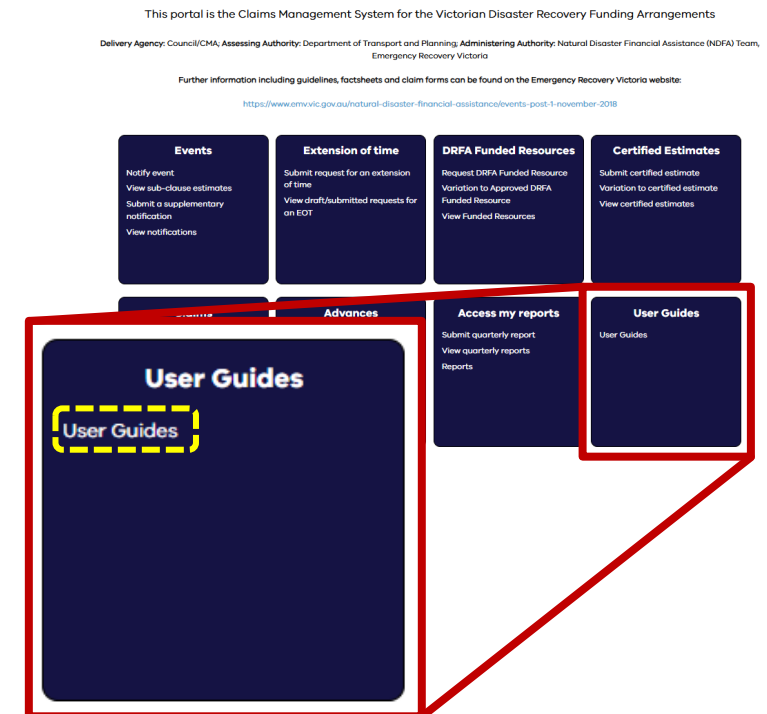 This portal is the Claims Management System for the Victorian Disaster Recovery Funding Arrangements
Delivery Agency: Council/CMA; Assessing Authority: Department of Transport and Planning; Administering Authority: Natural Disaster Financial Assistance (NDFA) Team,
Emergency Recovery Victoria
Further information including guidelines, factsheets and claim forms can be found on the Emergency Recovery Victoria website:
https://www.emv.vic.gov.au/natural-disaster-financial-assistance/events-post-1-november-2018
Events
Notify event
View sub-clause estimates
Submit a supplementary
notification
View notifications
Extension of time
Submit request for an extension
of time
View draft/submitted requests for
an EOT
DRFA Funded Resources
Request DRFA Funded Resource
Variation to Approved DRFA
Funded Resource
View Funded Resources
Certified Estimates
Submit certified estimate
Variation to certified estimate
View certified estimates
Advances
Access my reports
Submit quarterly report
View quarterly reports
Reports
User Guides
User Guides
User Guides
User Guides